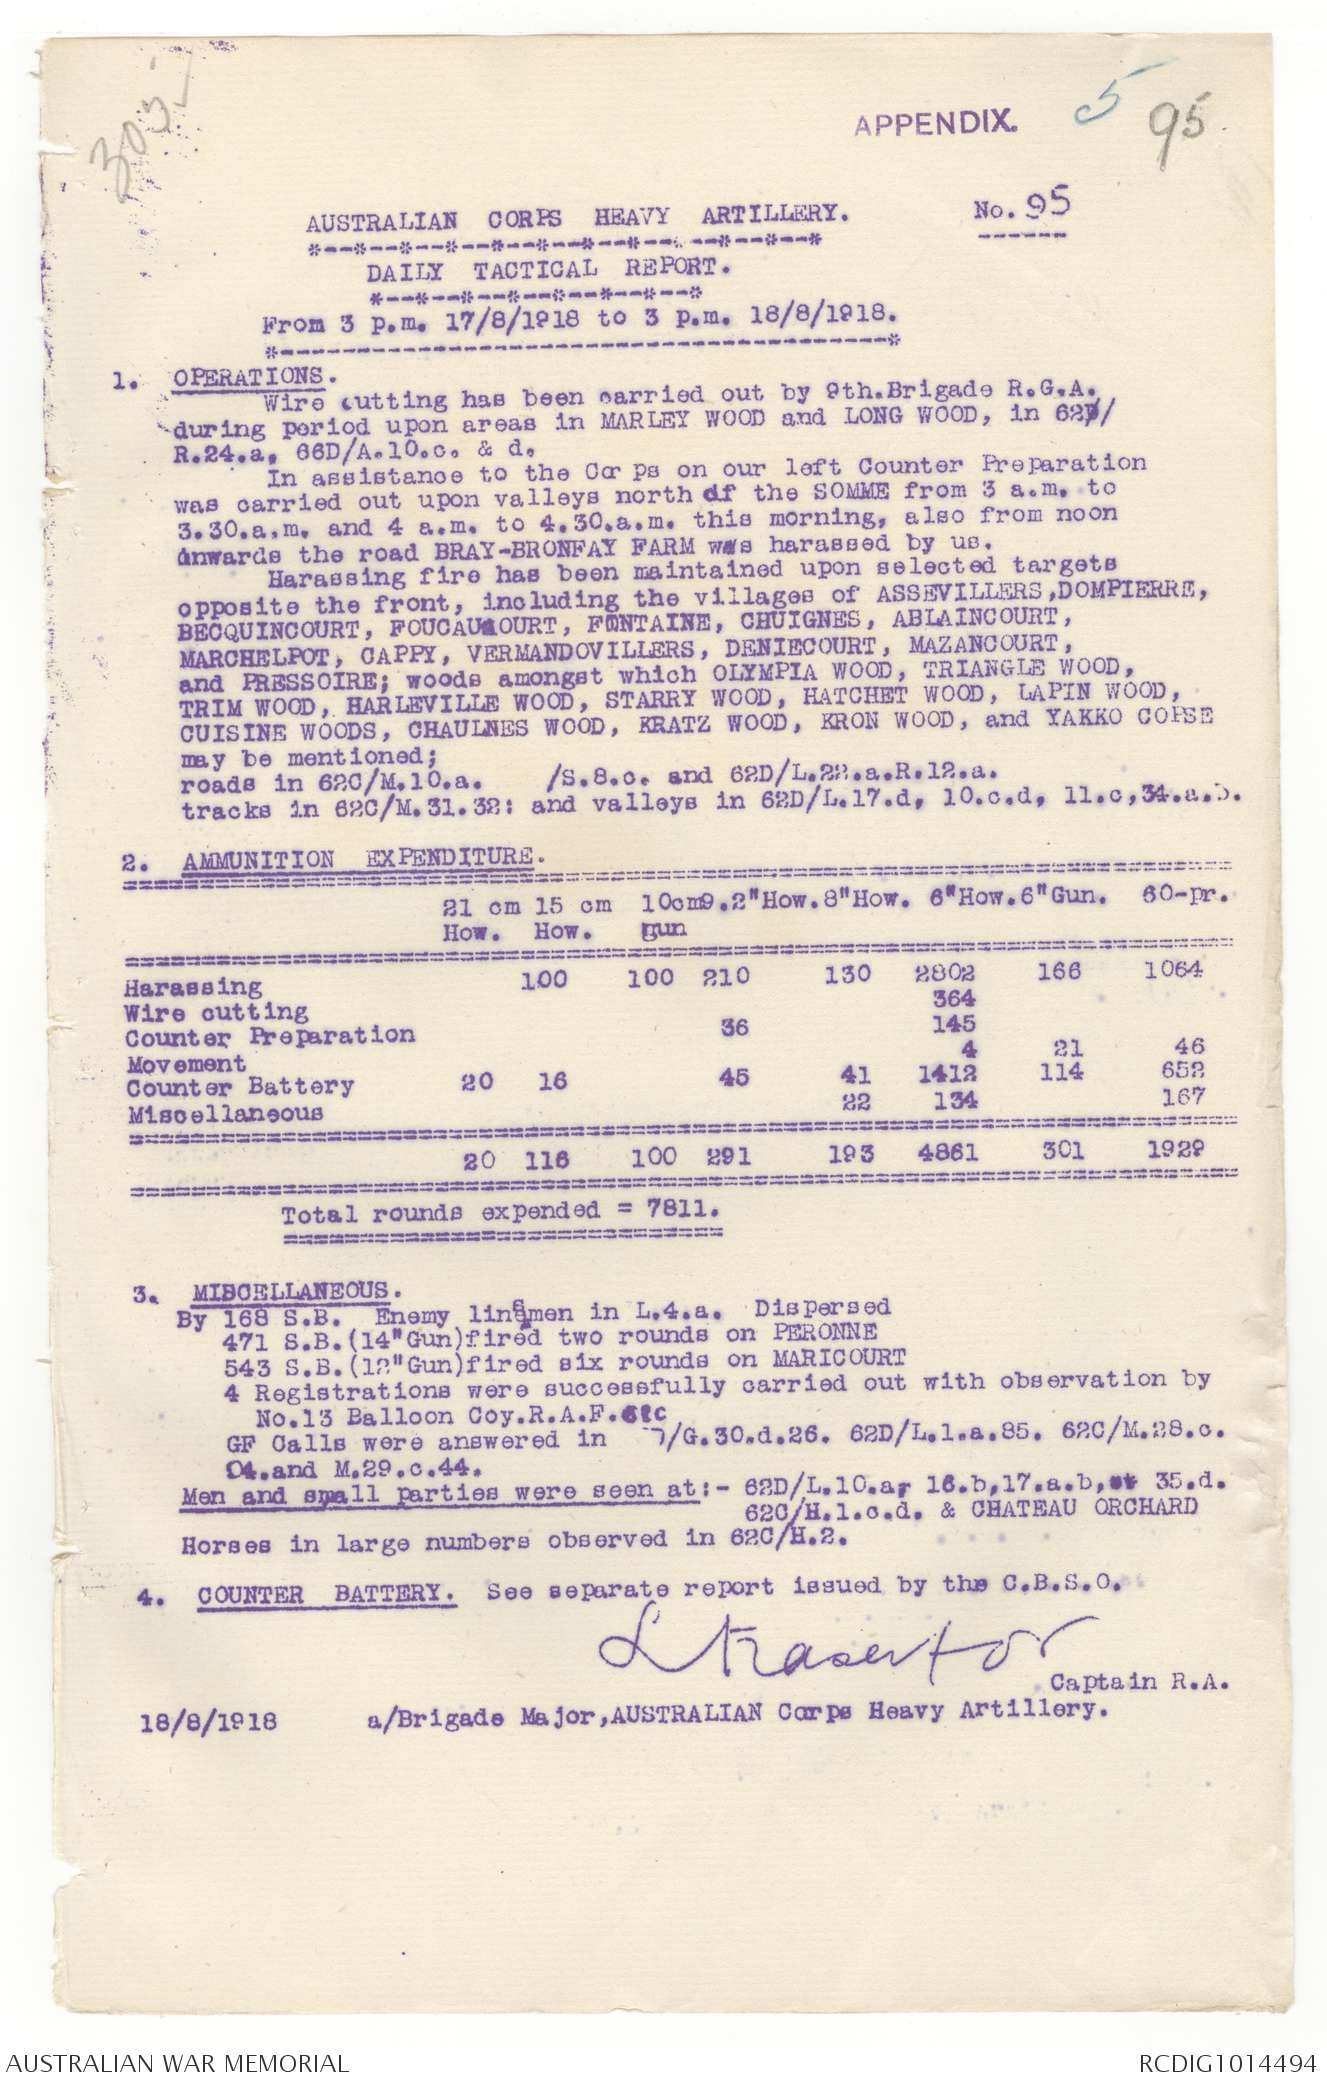 305
APPENDIX. 5 95
AUSTRALIAN CORPS HEAVY ARTILLERY. No. 95
DAILY TACTICAL REPORT.
From 3 p.m. 17/8/1918 to 3 p.m. 18/8/1918.
1. OPERATIONS.
Wire cutting has been carried out by 9th.Brigade R.G.A.
during period upon areas in MARLEY WOOD and LONG WOOD, in 62D/
R.24.a, 66D/A.10.c. & d.
In assistance to the Corps on our left Counter Preparation
was carried out upon valleys north of the SOMME from 3 a.m. to
3.30.a.m. and 4 a.m. to 4.30.a.m. this morning, also from noon
onwards the road BRAY-BRONFAY FARM was harassed by us.
Harassing fire has been maintained upon selected targets
opposite the front, including the villages of ASSEVILLERS,DOMPIERRE,
BECQUINCOURT, FOUCAUCOURT, FONTAINE, CHUIGNES, ABLAINCOURT,
MARCHELPOT, CAPPY, VERMANDOVILLERS, DENIECOURT, MAZANCOURT,
and PRESSOIRE; woods amongst which OLYMPIA WOOD, TRIANGLE WOOD,
TRIM WOOD, HARLEVILLE WOOD, STARRY WOOD, HATCHET WOOD, LAPIN WOOD,
CUISINE WOODS, CHAULNES WOOD, KRATZ WOOD, KRON WOOD, and YAKKO COPSE
may be mentioned;
roads in 62C/M.10.a. /S.8.c. and 62D/L.22.a.R.12.a.
tracks in 62C/M.31.32: and valleys in 62D/L.17.d, 10.c.d, 11.c,34.a.b.
2. AMMUNITION EXPENDITURE.
21 cm 15 cm 10cm 9.2"How. 8"How. 6"How. 6"Gun. 60-pr.
How. How. gun
Harassing 100 100 210 130 2802 166 1064
Wire cutting 364
Counter Preparation 36 145
Movement 4 21 46
Counter Battery 20 16 45 41 1412 114 652
Miscellaneous 22 134 167
20 116 100 291 193 4861 301 1929
Total rounds expended = 7811.
3. MISCELLANEOUS.
By 168 S.B. Enemy linesmen in L.4.a. Dispersed
471 S.B.(14"Gun)fired two rounds on PERONNE
543 S.B.(12"Gun)fired six rounds on MARICOURT
4 Registrations were successfully carried out with observation by
No.13 Balloon Coy.R.A.F.
GF Calls were answered in /G.30.d.26. 62D/L.1.a.85. 62C/M.28.c.
04.and M.29.c.44.
Men and small parties were seen at:- 62D/L.10.a, 16.b,17.a.b, 35.d.
62C/H.1.c.d. & CHATEAU ORCHARD
Horses in large numbers observed in 62C/H.2.
4. COUNTER BATTERY. See separate report issued by the C.B.S.O.
Fraser for
Captain R.A.
18/8/1918 a/Brigade Major,AUSTRALIAN Corps Heavy Artillery.
AUSTRALIAN WAR MEMORIAL RCDIG1014494